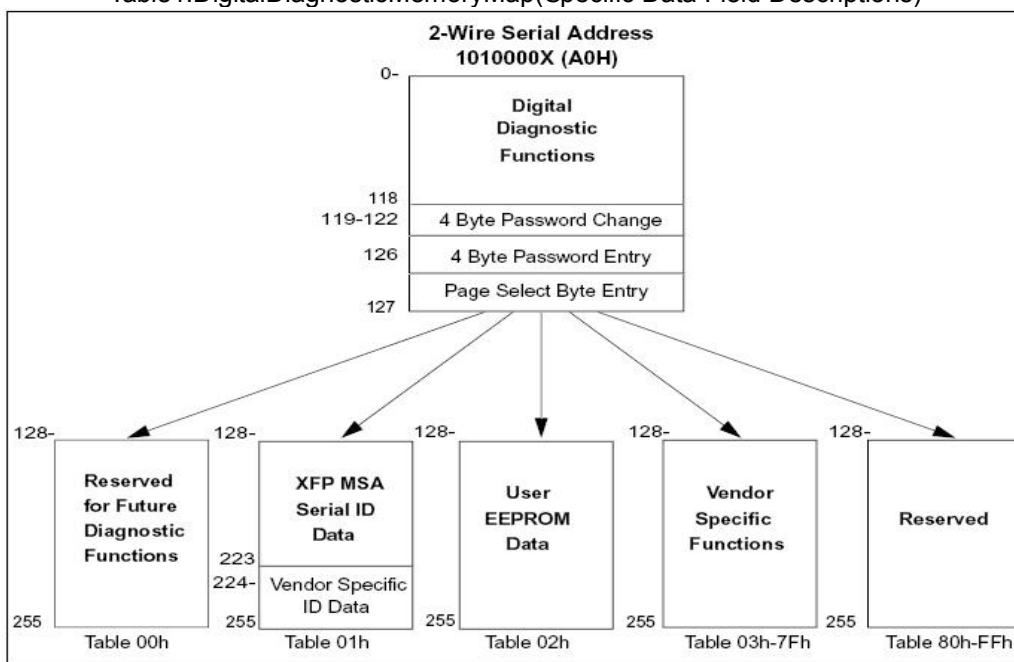 Table1.DigitalDiagnosticMemoryMap(Specific Data Field Descriptions)
2-Wire Serial Address
1010000X (A0H)
0-
Digital
Diagnostic
Functions
118
119-122
4 Byte Password Change
126
4 Byte Password Entry
Page Select Byte Entry
127
128-
Reserved
for Future
Diagnostic
Functions
255
Table 00h
128-
XFP MSA
Serial ID
Data
223
224-
Vendor Specific
ID Data
255
Table 01h
128-
User
EEPROM
Data
255
Table 02h
128-
Vendor
Specific
Functions
255
Table 03h-7Fh
128-
Reserved
255
Table 80h-FFh